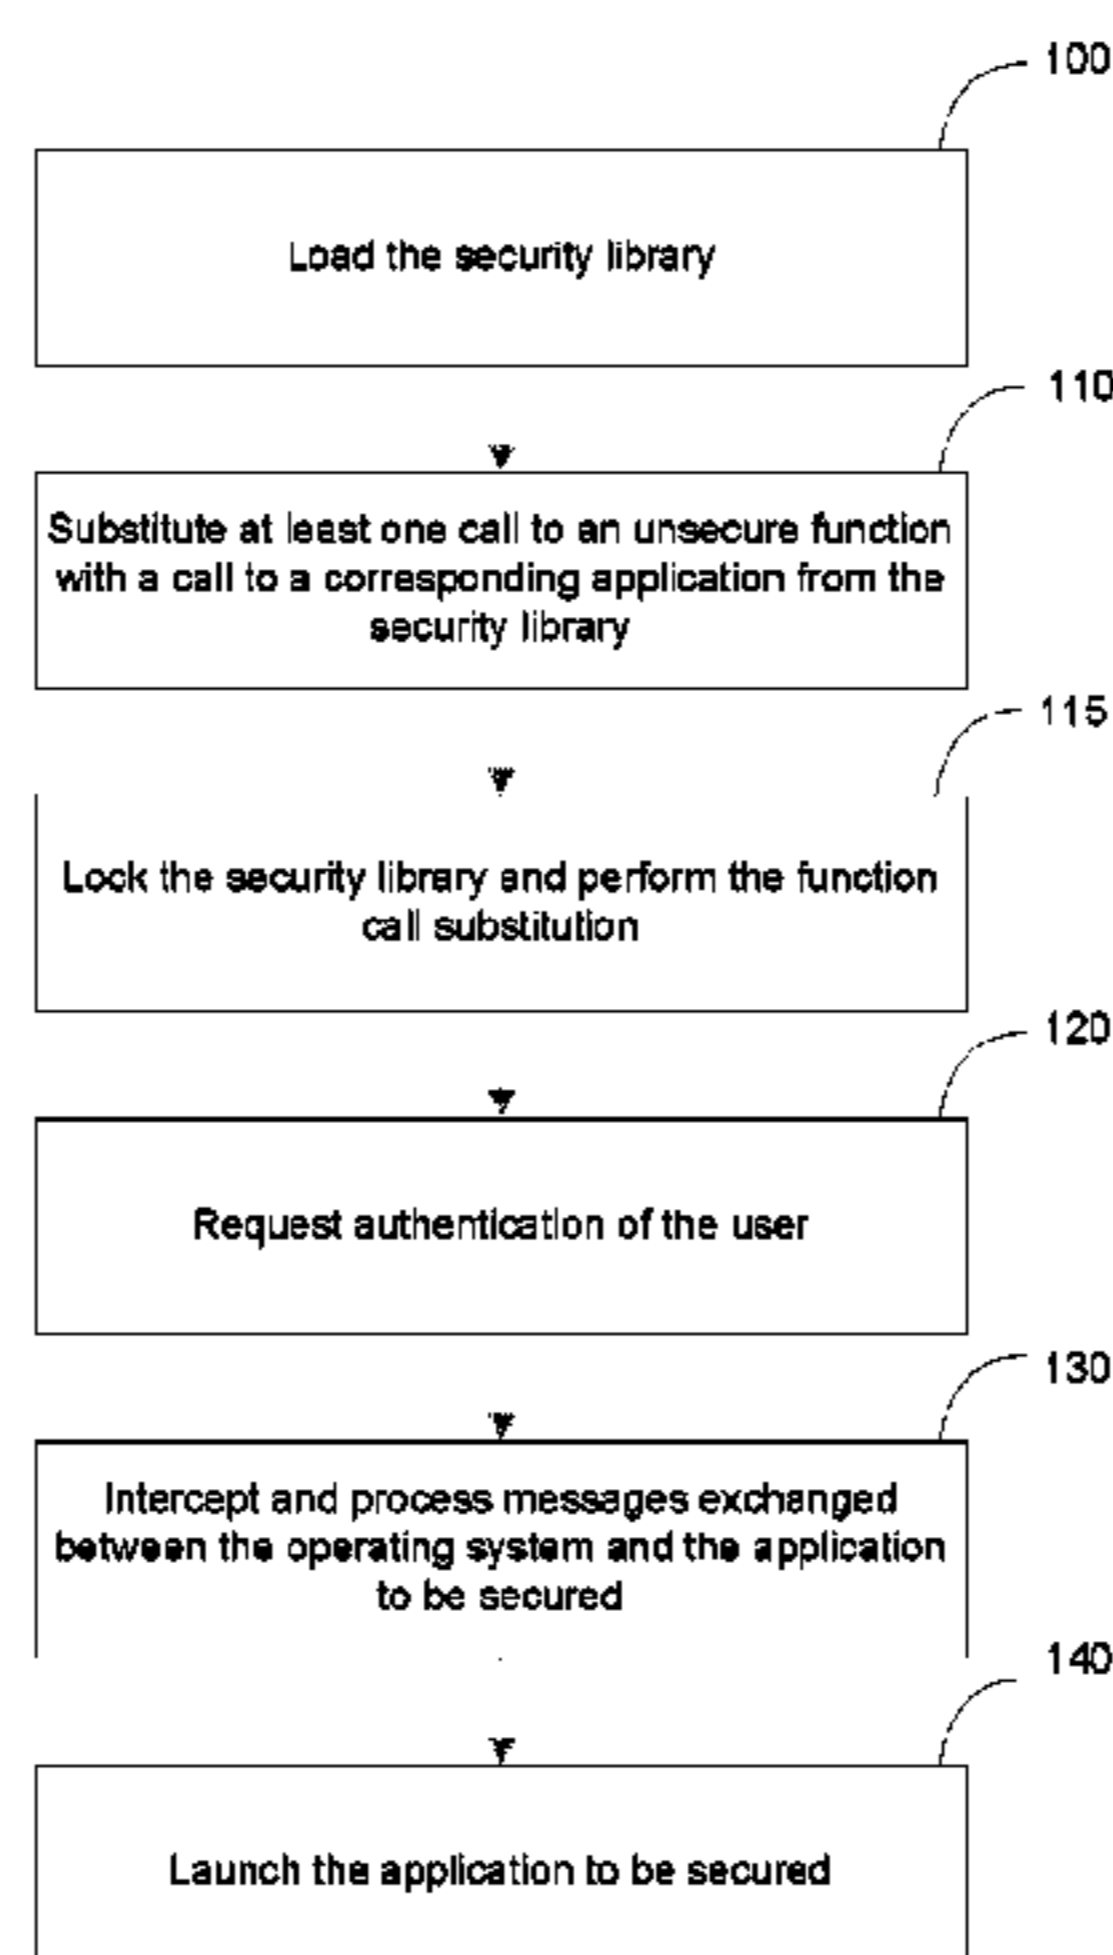 100
Load the security library
110
Substitute at least one call to an unsecure function
with a call to a corresponding application from the
security library
115
Lock the security library and perform the function
call substitution
120
Request authentication of the user
130
Intercept and process messages exchanged
between the operating system and the application
to be secured
140
Launch the application to be secured